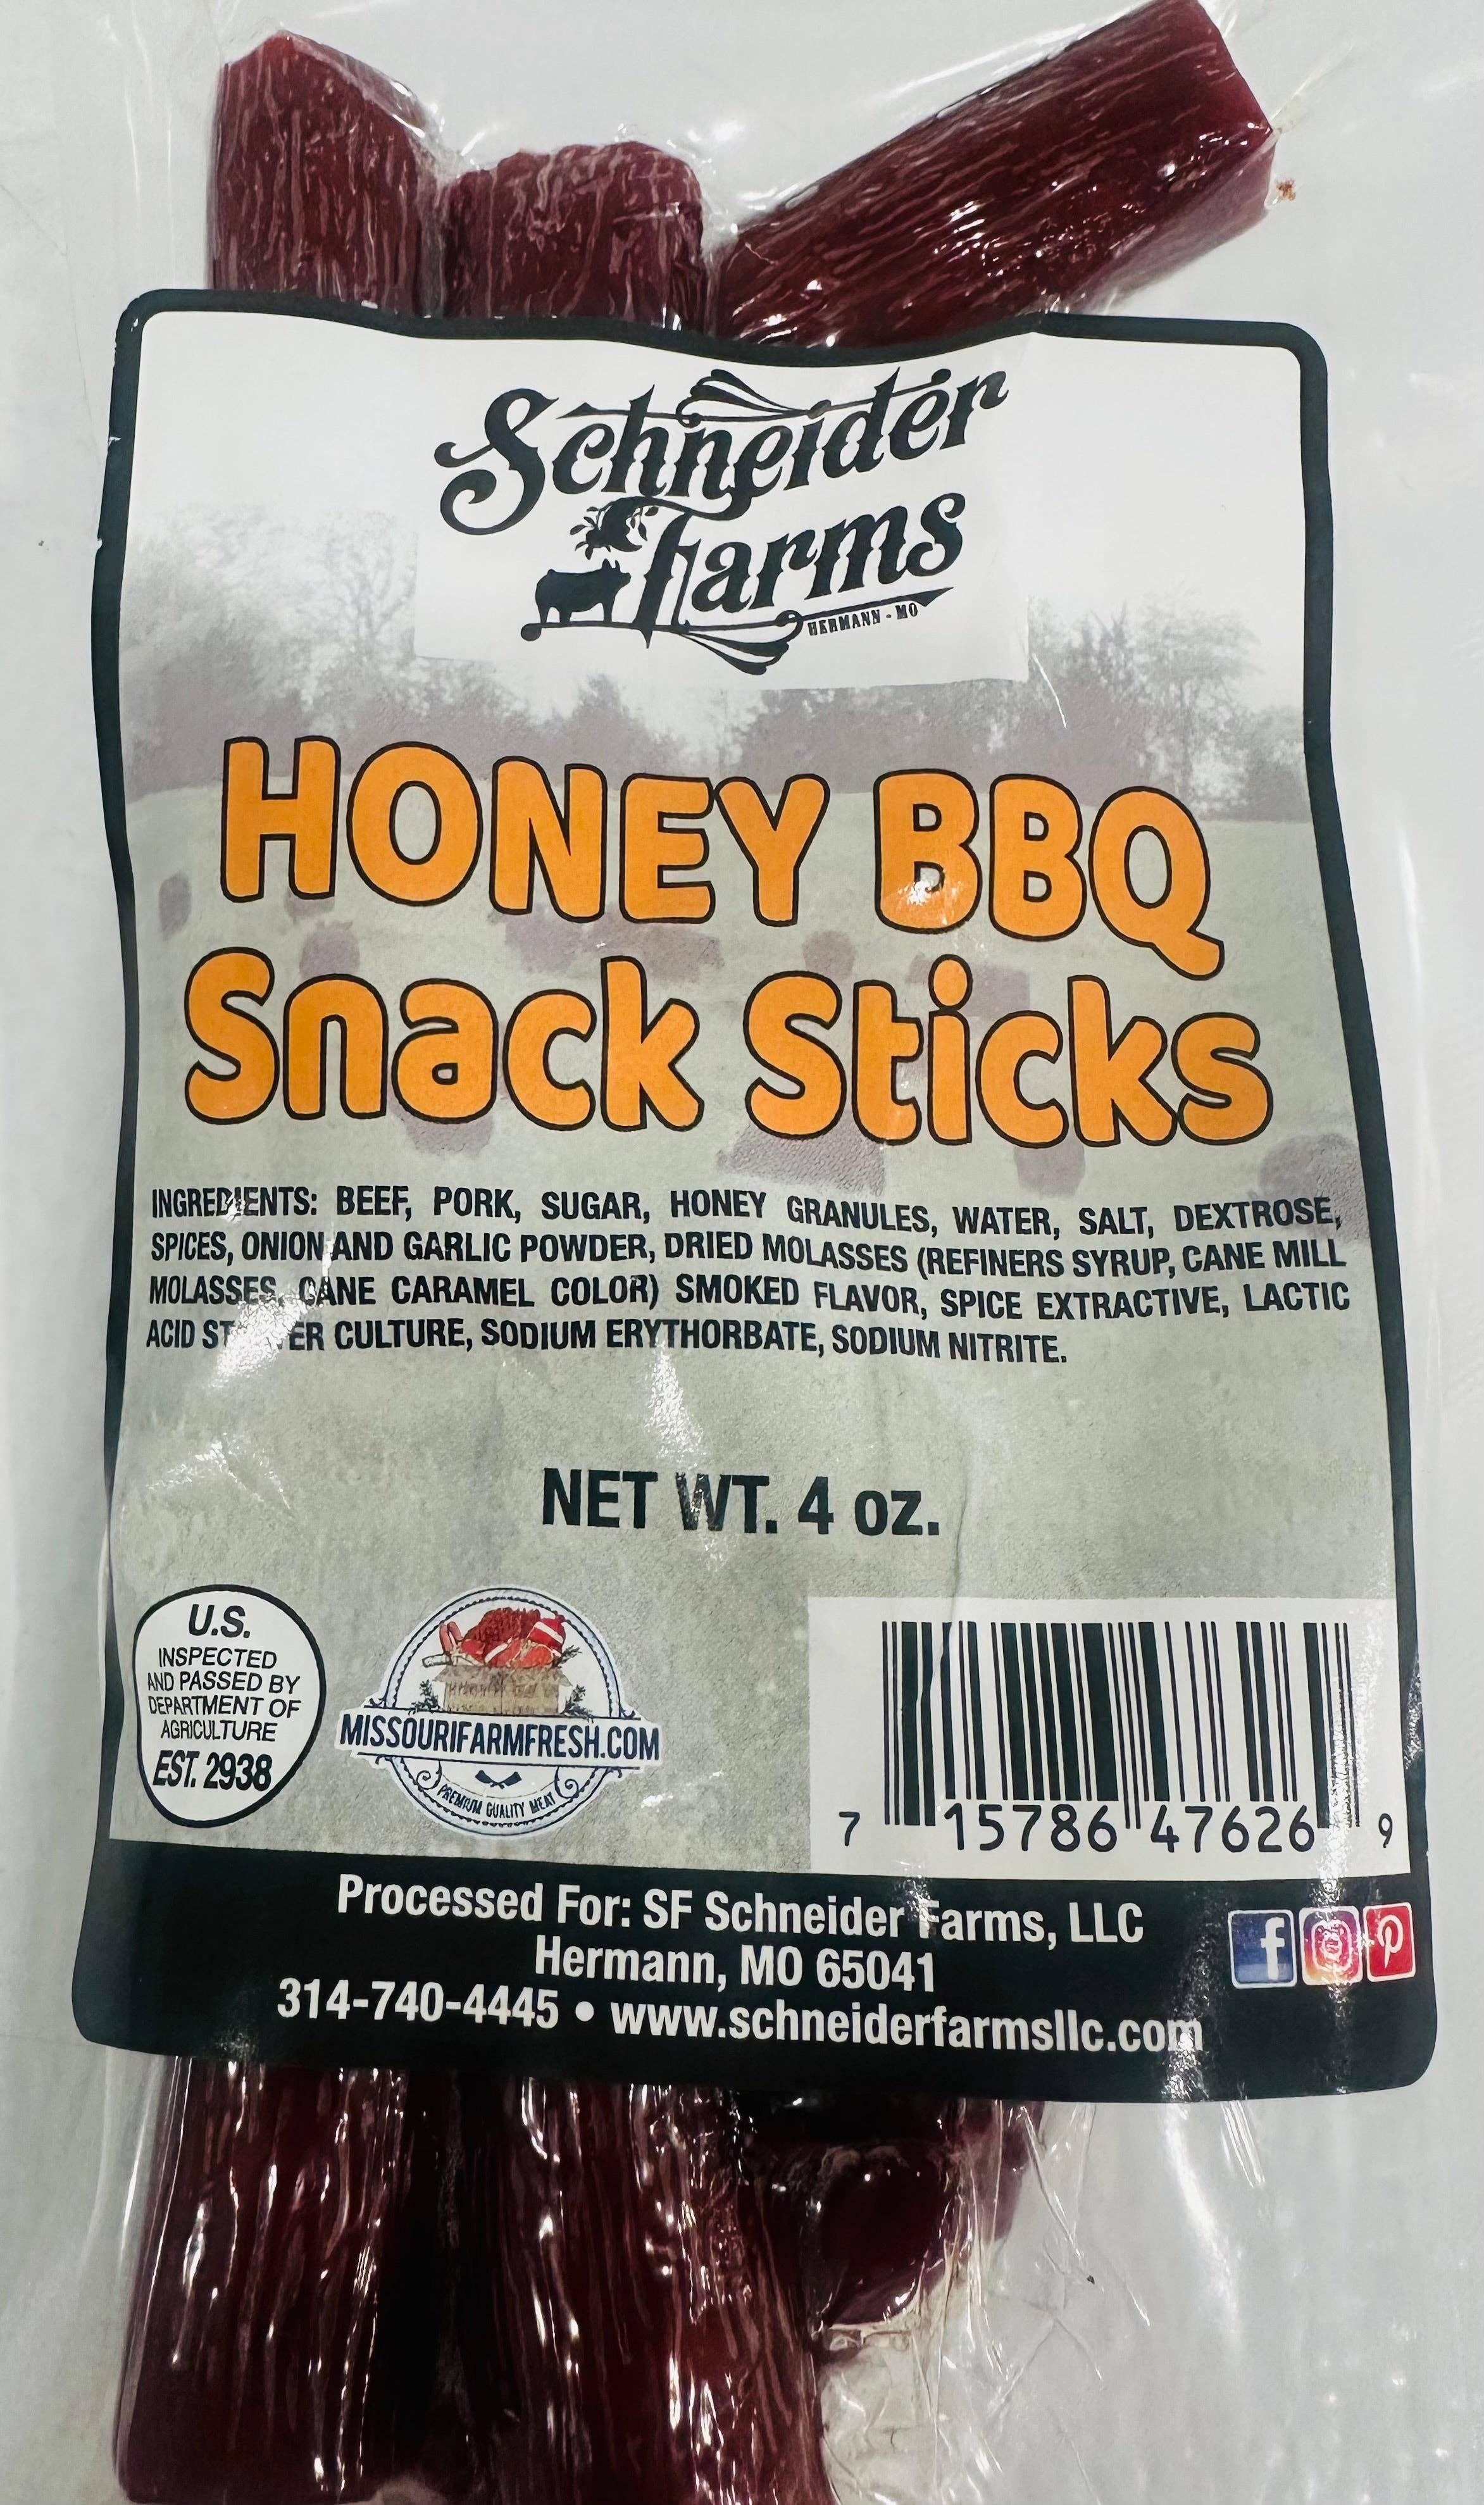 Schneider
Farms
HERMANN - MO
HONEY BBQ
Snack Sticks
INGREDIENTS: BEEF, PORK, SUGAR, HONEY GRANULES, WATER, SALT, DEXTROSE,
SPICES, ONION AND GARLIC POWDER, DRIED MOLASSES (REFINERS SYRUP, CANE MILL
MOLASSES, CANE CARAMEL COLOR) SMOKED FLAVOR, SPICE EXTRACTIVE, LACTIC
ACID CULTURE, SODIUM ERYTHORBATE, SODIUM NITRITE.
NET WT. 4 oz.
U.S.
INSPECTED
AND PASSED BY
DEPARTMENT OF
AGRICULTURE
EST. 2938
MISSOURIFARMFRESH.COM
PREMIUM QUALITY MEAT
7 15786 47626 9
Processed For: SF Schneider Farms, LLC
Hermann, MO 65041
314-740-4445 • www.schneiderfarmsllc.com